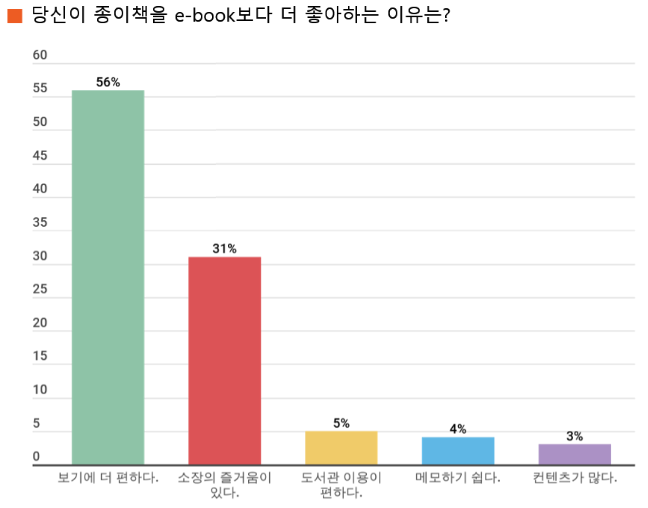 당신이 종이책을 e-book보다 더 좋아하는 이유는?
60
55
50
45
40
35
30
25
20
15
10
5
0
56%
31%
5%
4%
3%
보기에 더 편하다.
소장의 즐거움이
있다.
도서관 이용이
편하다.
메모하기 쉽다.
컨텐츠가 많다.